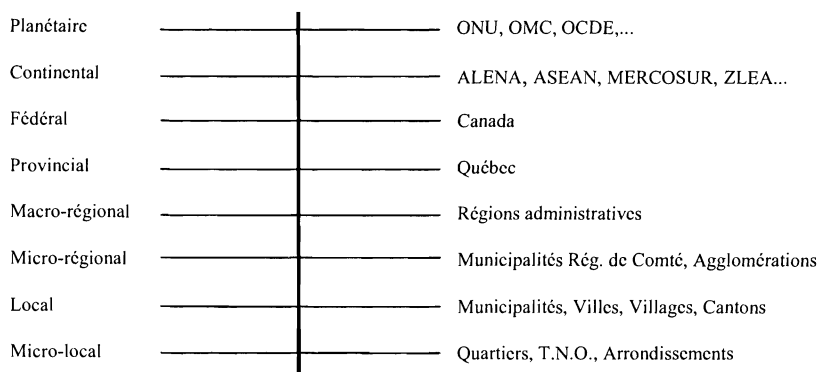 Planétaire ONU, OMC, OCDE,...
Continental ALENA, ASEAN, MERCOSUR, ZLEA...
Fédéral Canada
Provincial Québec
Macro-régional Régions administratives
Micro-régional Municipalités Rég. de Comté, Agglomérations
Local Municipalités, Villes, Villages, Cantons
Micro-local Quartiers, T.N.O., Arrondissements